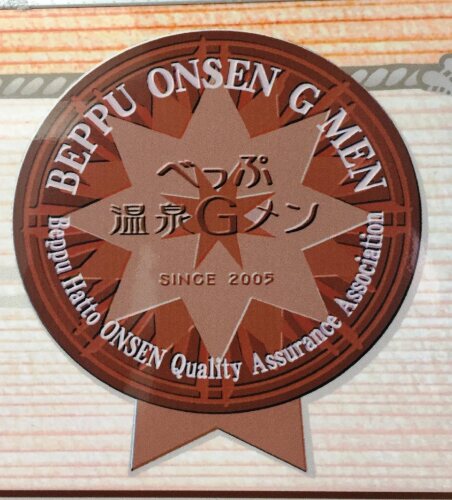 BEPPU ONSEN G MEN
べっぷ
温泉Gメン
SINCE 2005
Beppu Hatto ONSEN Quality Assurance Association